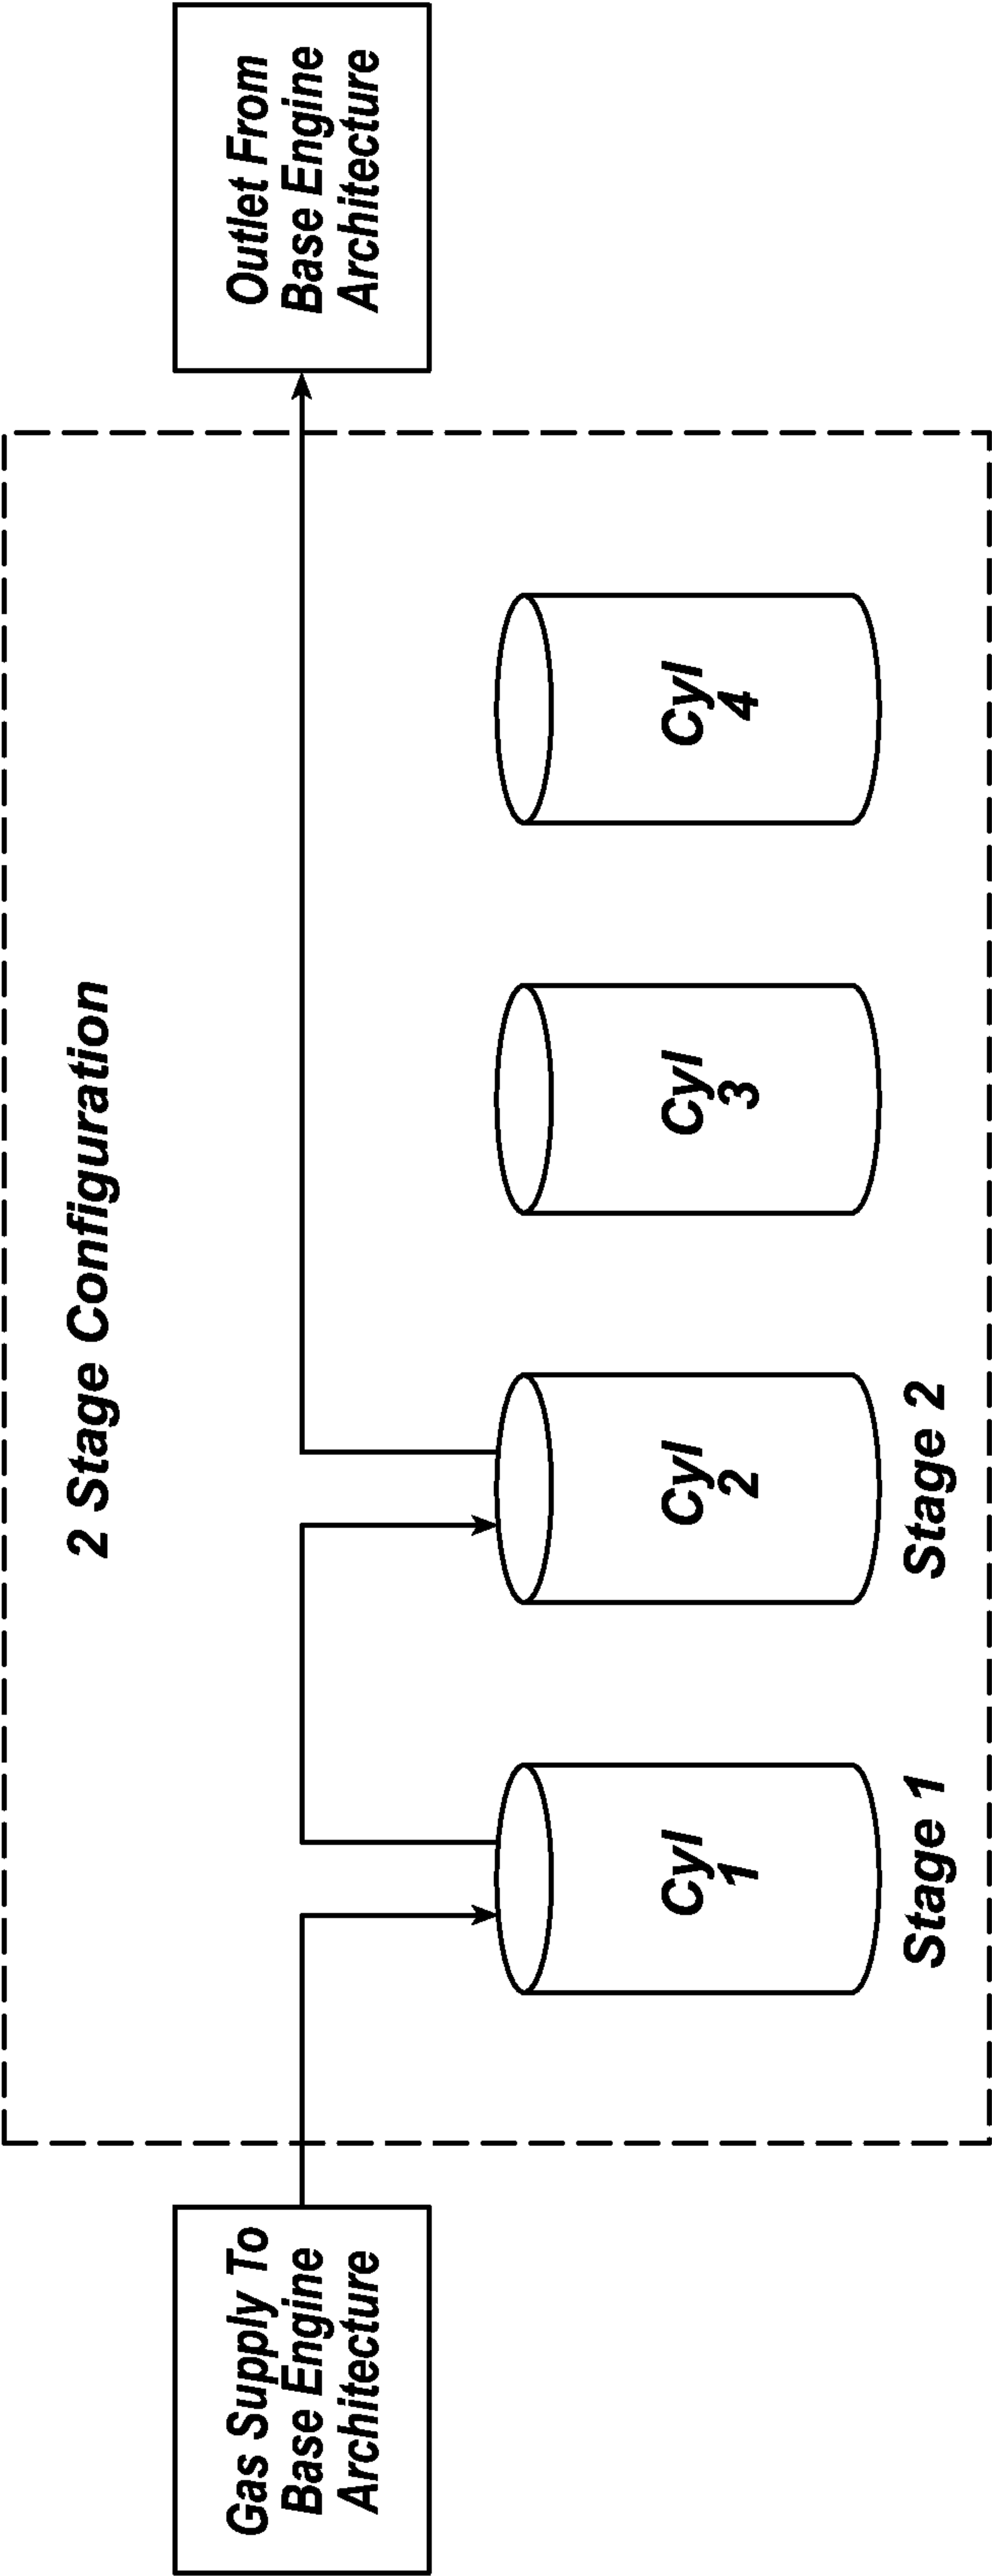 2 Stage Configuration
Gas Supply To
Base Engine
Architecture
Outlet From
Base Engine
Architecture
Cyl
1
Cyl
2
Cyl
3
Cyl
4
Stage 1
Stage 2